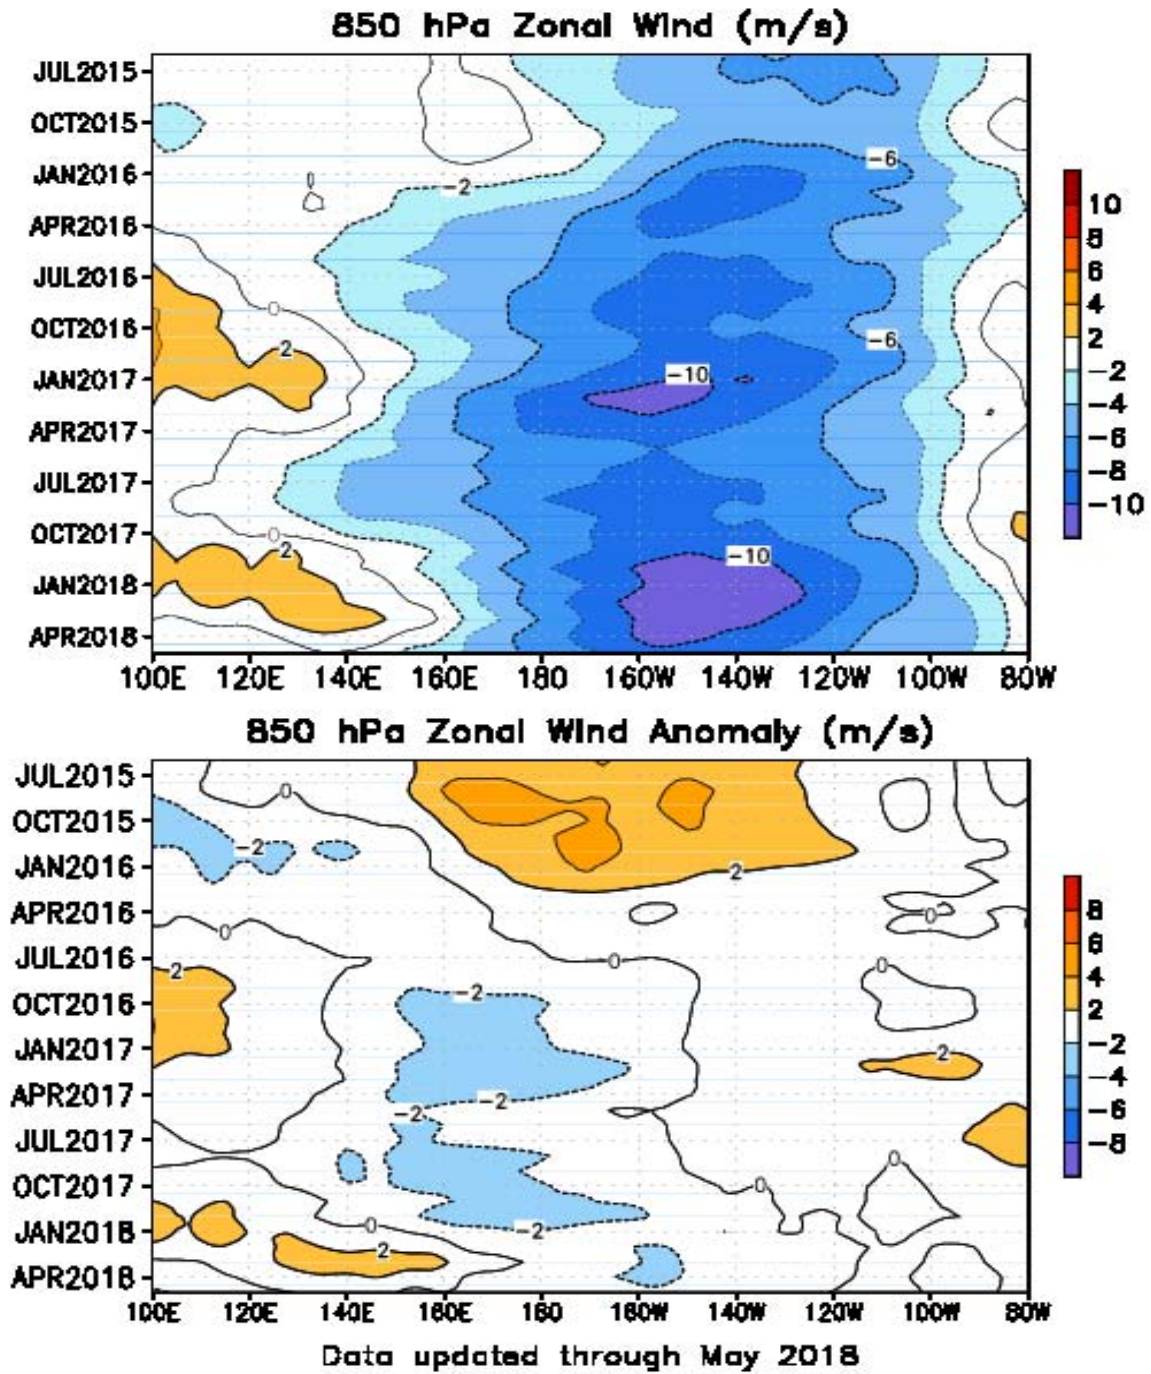 850 hPa Zonal Wind (m/s)
JUL2015
OCT2015
JAN2016
APR2016
JUL2016
OCT2016
JAN2017
APR2017
JUL2017
OCT2017
JAN2018
APR2018
-2
-6
0
0
2
-6
-10
0
2
-10
100E 120E 140E 160E 180 160W 140W 120W 100W 80W
10
8
6
4
2
-2
-4
-6
-8
-10
850 hPa Zonal Wind Anomaly (m/s)
JUL2015
OCT2015
JAN2016
APR2016
JUL2016
OCT2016
JAN2017
APR2017
JUL2017
OCT2017
JAN2018
APR2018
0
-2
2
0
0
0
0
2
-2
2
-2
-2
0
0
0
-2
2
100E 120E 140E 160E 180 160W 140W 120W 100W 80W
8
6
4
2
-2
-4
-6
-8
Data updated through May 2018